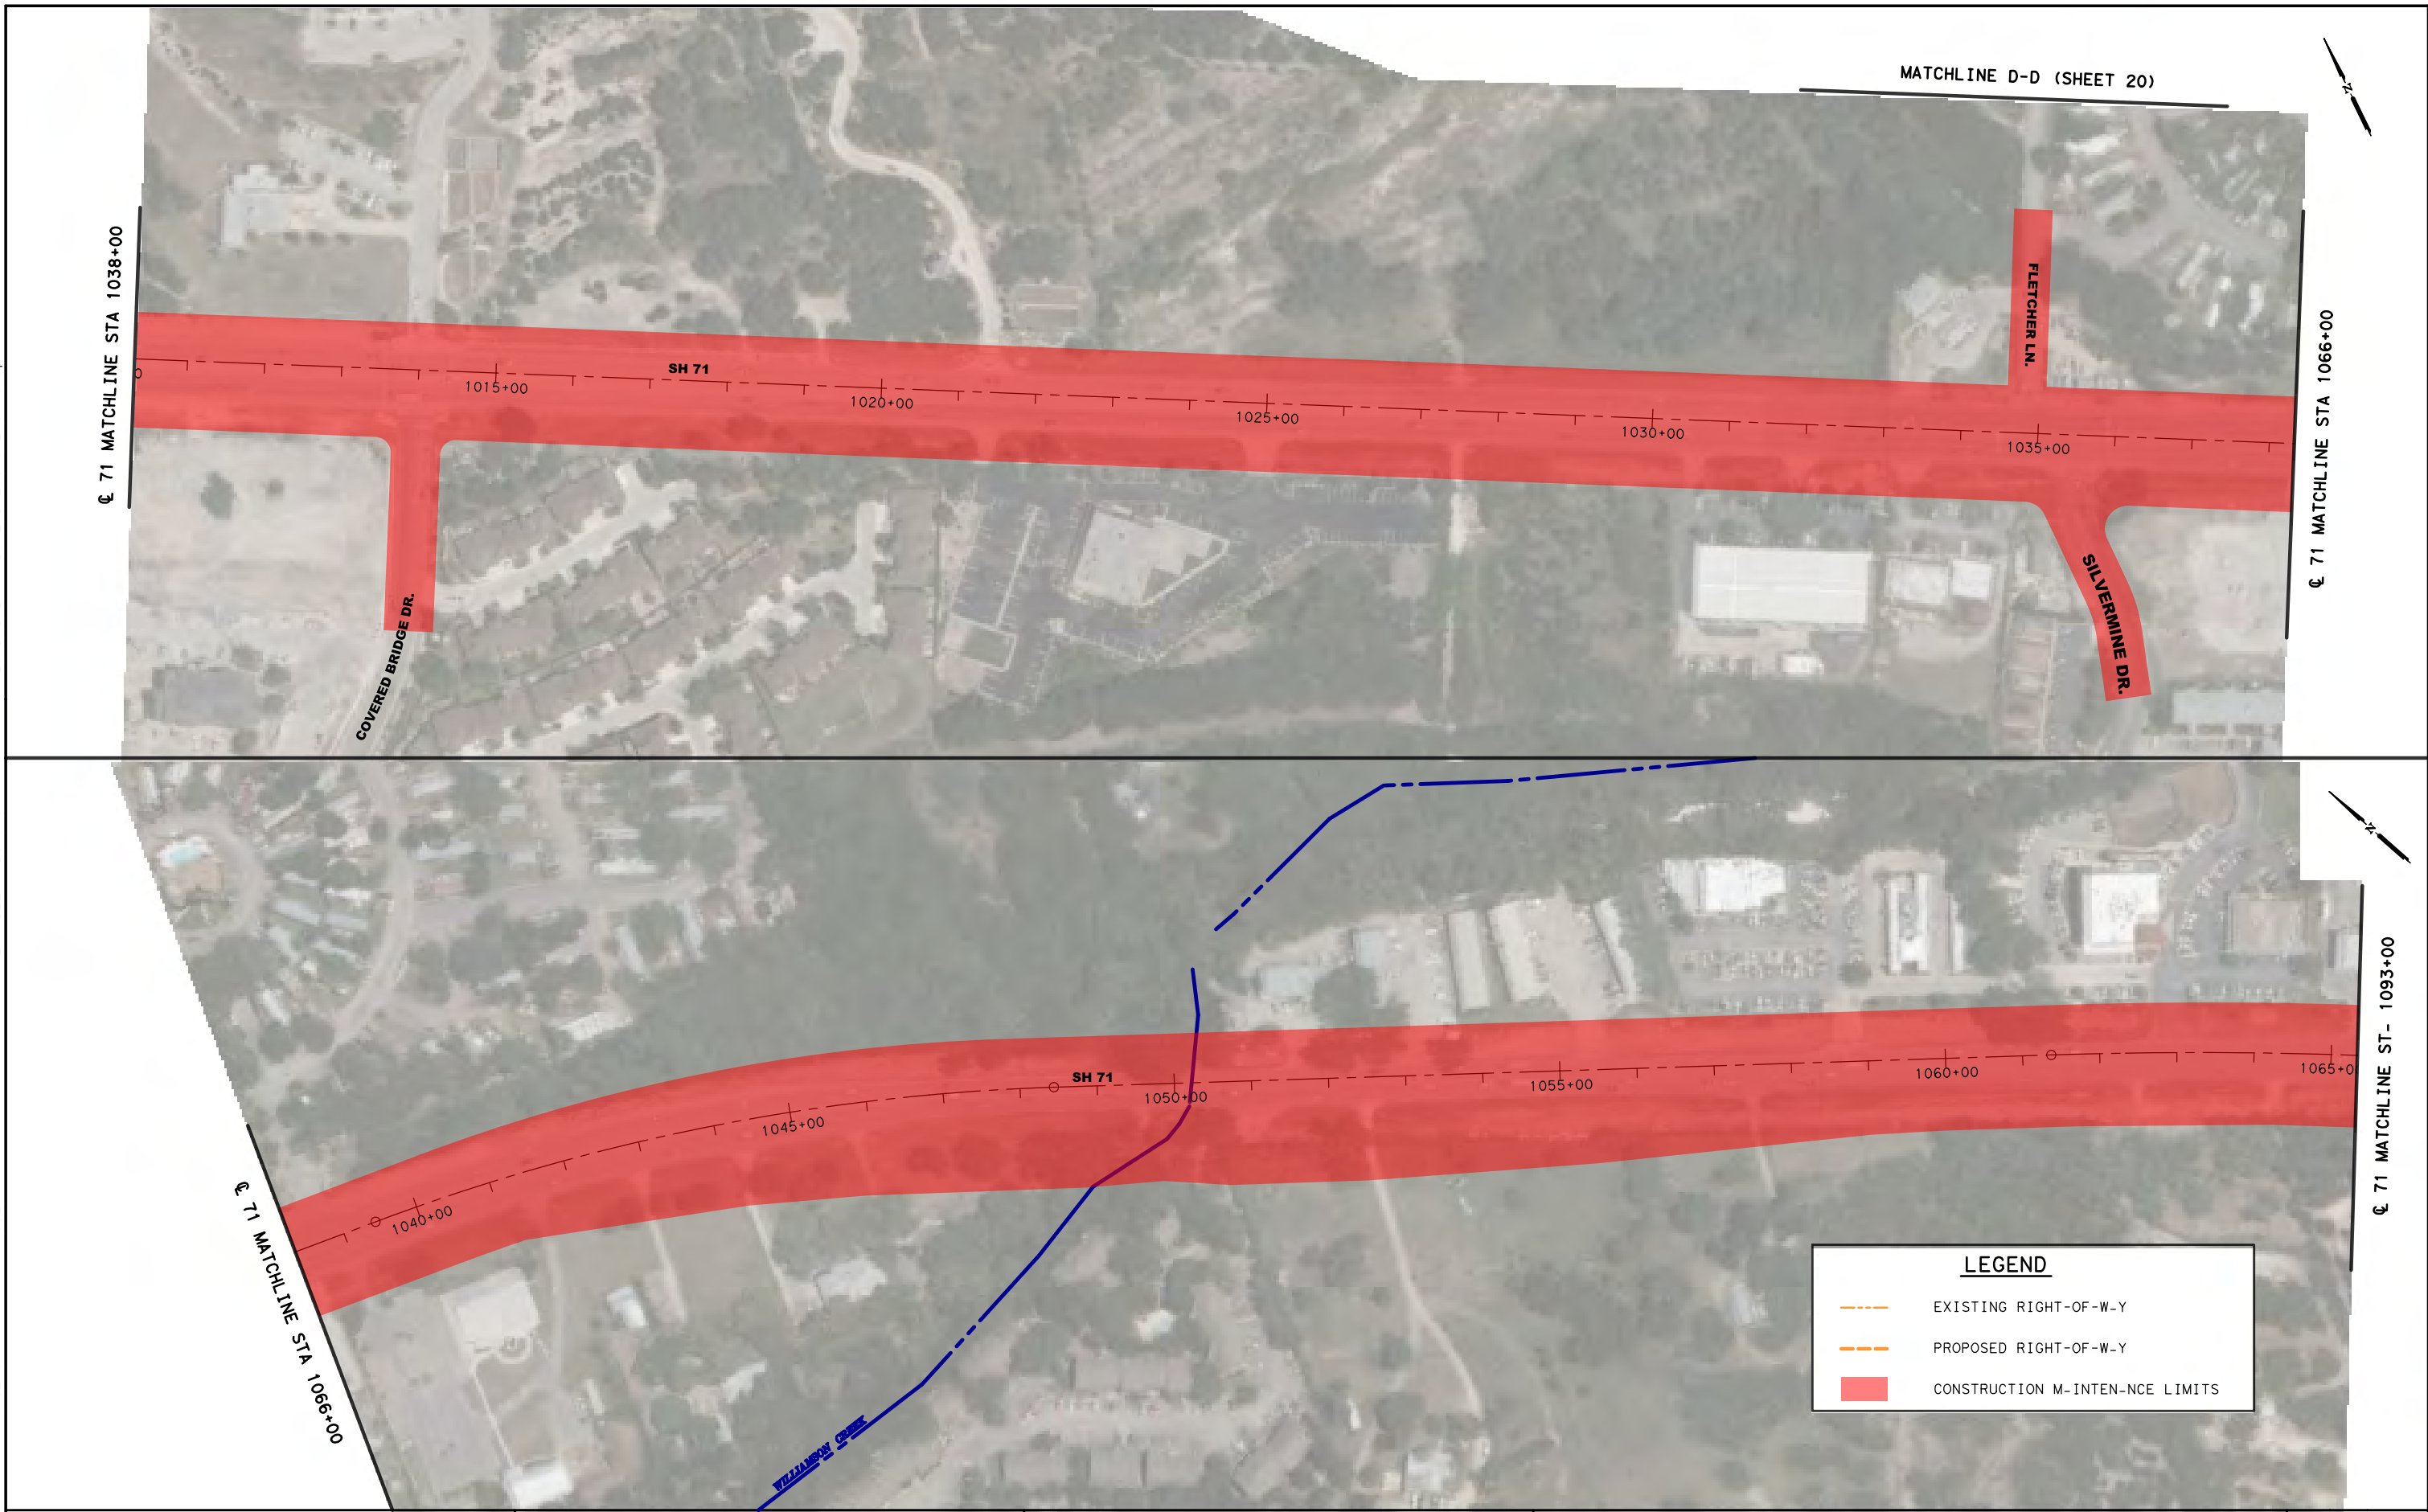 MATCHLINE D-D (SHEET 20)
N
℄ 71 MATCHLINE STA 1038+00
℄ 71 MATCHLINE STA 1066+00
FLETCHER LN.
SH 71
0
1015+00
1020+00
1025+00
1030+00
1035+00
SILVERMINE DR.
COVERED BRIDGE DR.
N
℄ 71 MATCHLINE STA 1066+00
℄ 71 MATCHLINE ST- 1093+00
SH 71
1040+00
1045+00
1050+00
1055+00
1060+00
1065+0
WILLIAMSON CREEK
LEGEND
EXISTING RIGHT-OF-W-Y
PROPOSED RIGHT-OF-W-Y
CONSTRUCTION M-INTEN-NCE LIMITS